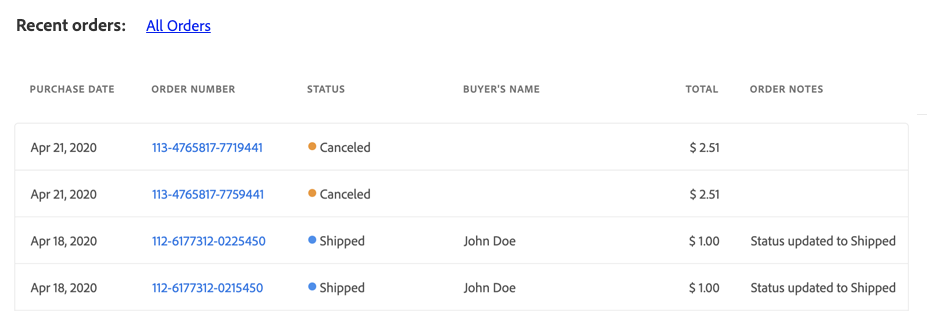 Recent orders: All Orders
PURCHASE DATE ORDER NUMBER STATUS BUYER'S NAME TOTAL ORDER NOTES
Apr 21, 2020 113-4765817-7719441 Canceled $ 2.51
Apr 21, 2020 113-4765817-7759441 Canceled $ 2.51
Apr 18, 2020 112-6177312-0225450 Shipped John Doe $ 1.00 Status updated to Shipped
Apr 18, 2020 112-6177312-0215450 Shipped John Doe $ 1.00 Status updated to Shipped